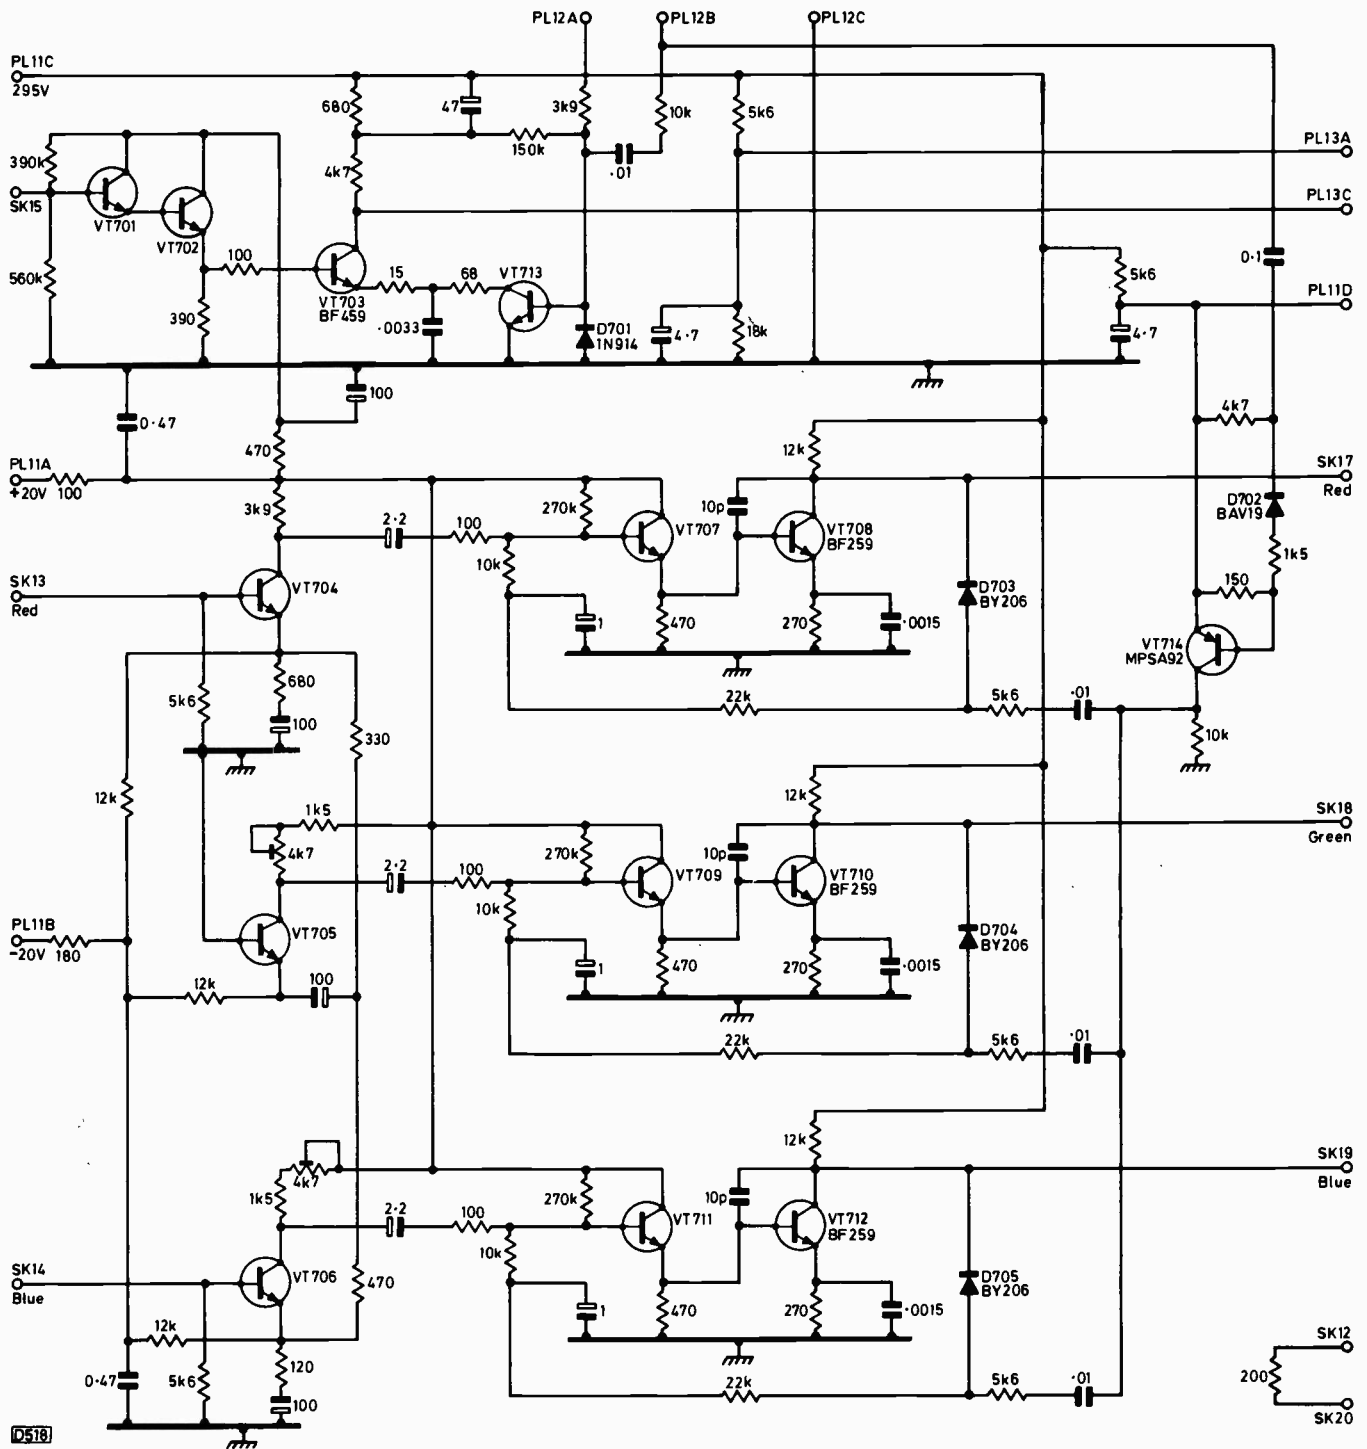 PL12A PL12B PL12C
PL11C
295V
680 47 3k9 10k 5k6
150k
·01
PL13A
390k
4k7
SK15
PL13C
VT701
VT702
0·1
5k6
560k
100
15 68 VT713
PL11D
VT703
BF459
390
·0033
D701
1N914
4·7
18k
4·7
100
0·47
4k7
470
12k
PL11A
+20V 100
SK17
Red
3k9
270k
10p
D702
BAV19
2·2 100
VT707
VT708
BF259
1k5
10k
SK13
Red
VT704
D703
BY206
150
1
470
270
·0015
VT714
MPSA92
680
5k6
22k
5k6
·01
100
330
10k
12k
12k
1k5
SK18
Green
4k7
270k
10p
2·2 100
VT709
VT710
BF259
10k
PL11B
-20V 180
VT705
D704
BY206
1
470
270
·0015
12k
100
22k
5k6
·01
12k
SK19
Blue
4k7
1k5
270k
10p
2·2 100
VT711
VT712
BF259
10k
SK14
Blue
VT706
470
D705
BY206
1
470
270
·0015
12k
SK12
120
0·47
5k6
22k
5k6
·01
200
100
SK20
D518